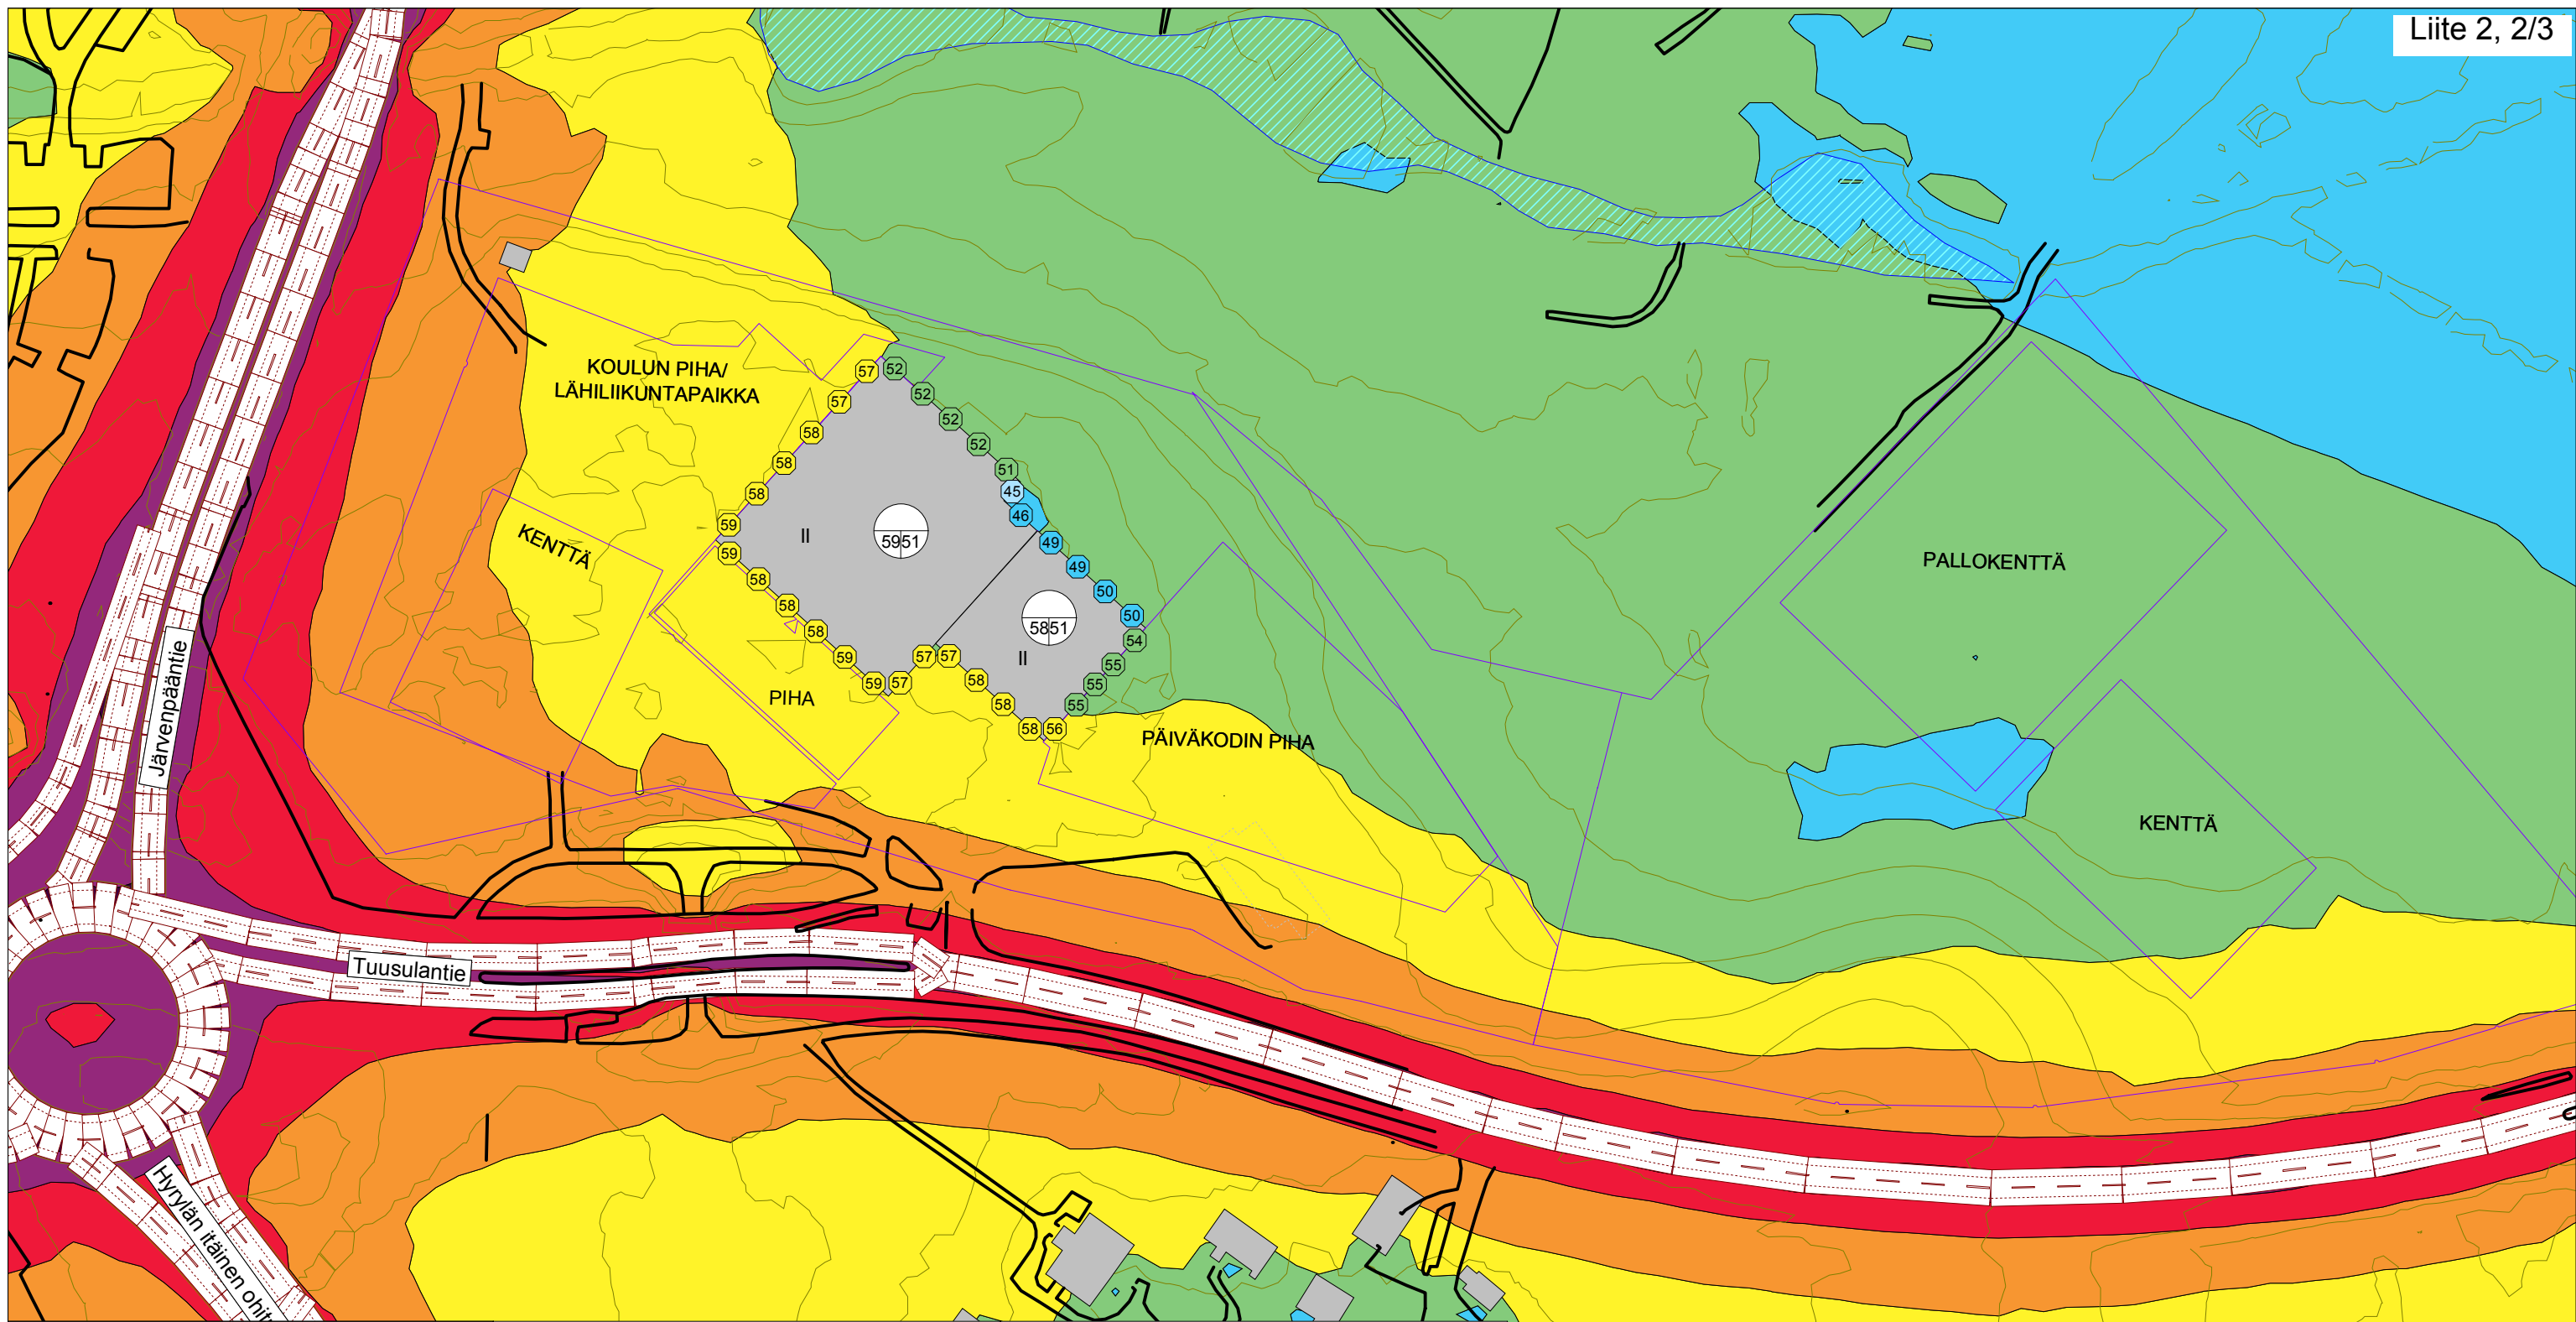 Liite 2, 2/3
KOULUN PIHA/
LÄHILIIKUNTAPAIKKA
57
52
57
52
58
52
58
52
51
58
45
46
59
II
5951
49
59
49
58
50
58
50
58
5851
54
59
57
57
II
55
59
57
58
55
58
55
58
56
KENTTÄ
PIHA
PÄIVÄKODIN PIHA
PALLOKENTTÄ
KENTTÄ
Järvenpääntie
Tuusulantie
Hyrylän itäinen ohit